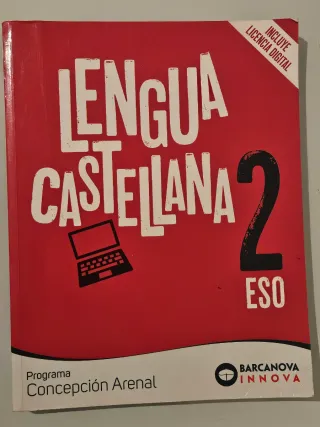 INCLUYE
LICENCIA DIGITAL
LENGUA
CASTELLANA
2
ESO
Programa
Concepción Arenal
BARCANOVA
INNOVA